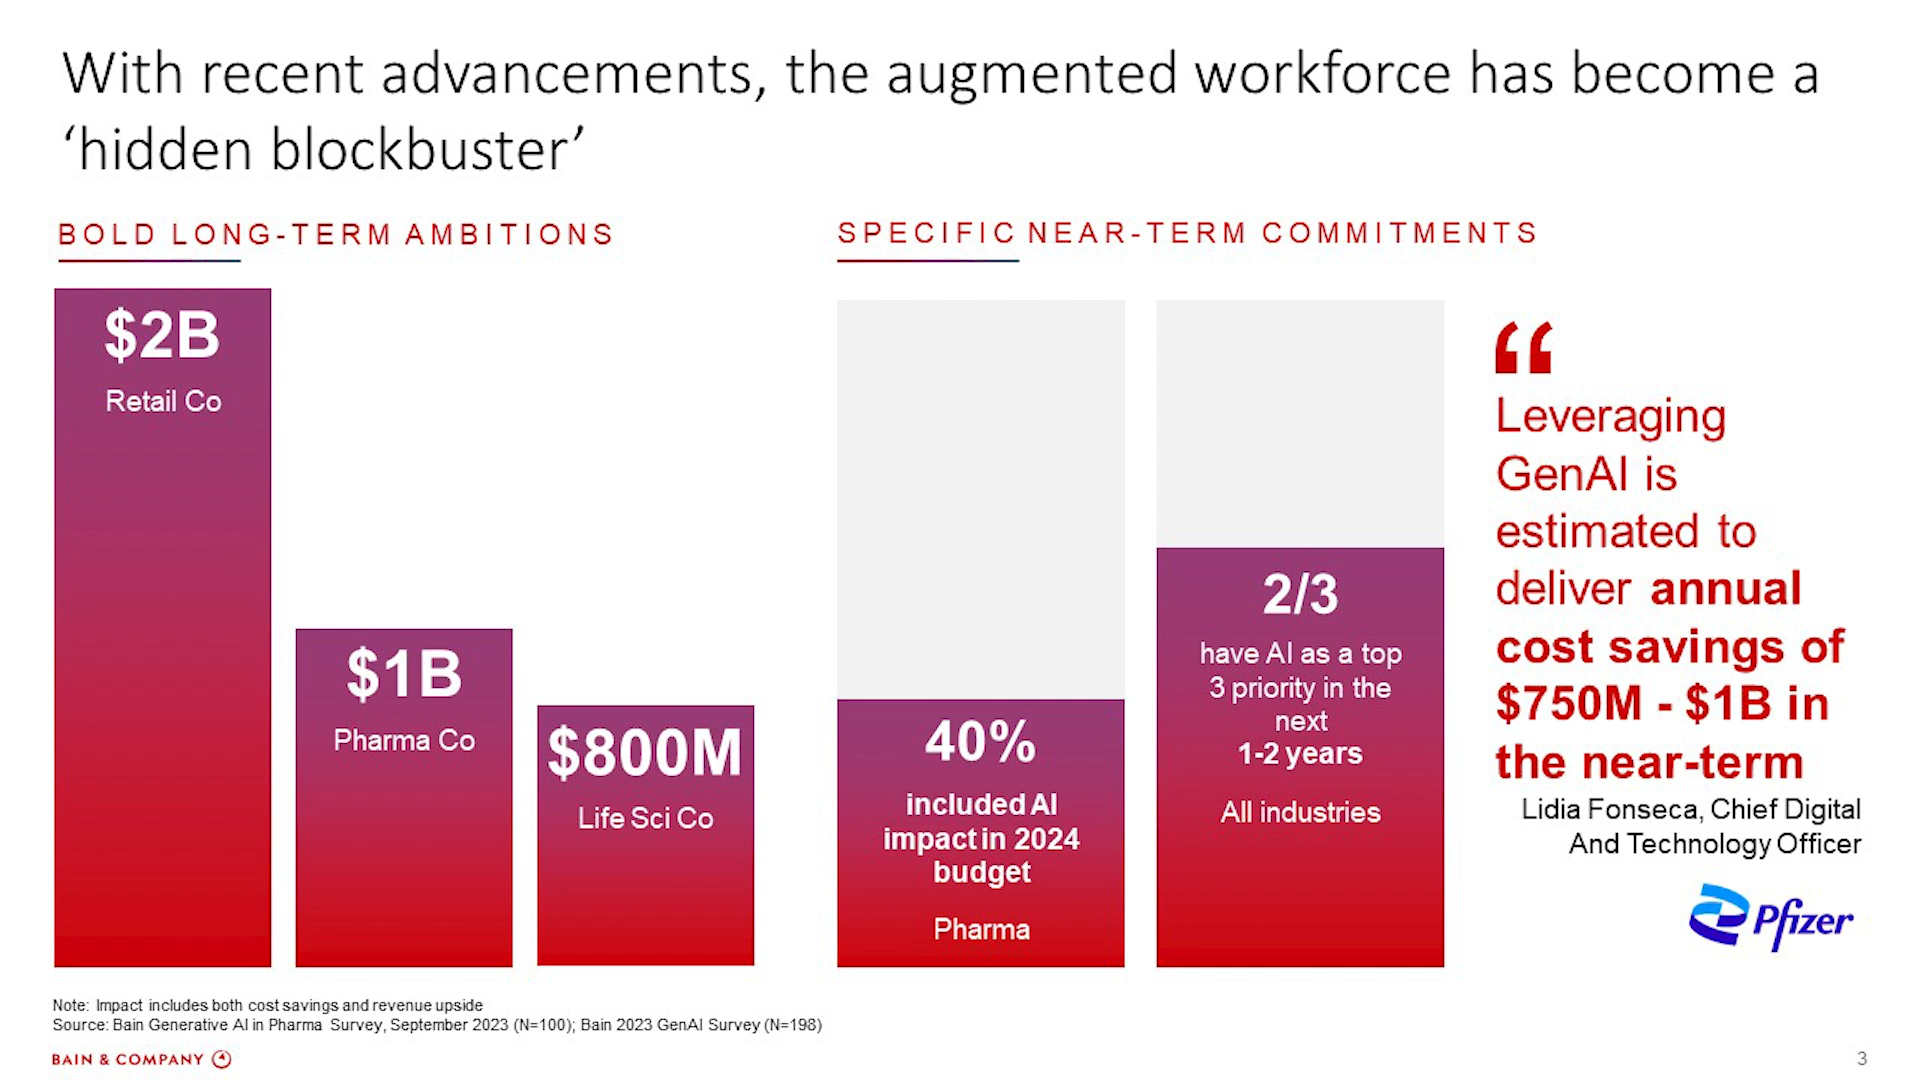 With recent advancements, the augmented workforce has become a
‘hidden blockbuster’
BOLD LONG-TERM AMBITIONS
$2B
Retail Co
$1B
Pharma Co
$800M
Life Sci Co
SPECIFIC NEAR-TERM COMMITMENTS
40%
included AI
impact in 2024
budget
Pharma
2/3
have AI as a top
3 priority in the
next
1-2 years
All industries
“
Leveraging
GenAI is
estimated to
deliver annual
cost savings of
$750M - $1B in
the near-term
Lidia Fonseca, Chief Digital
And Technology Officer
Pfizer
Note: Impact includes both cost savings and revenue upside
Source: Bain Generative AI in Pharma Survey, September 2023 (N=100); Bain 2023 GenAI Survey (N=198)
BAIN & COMPANY
3